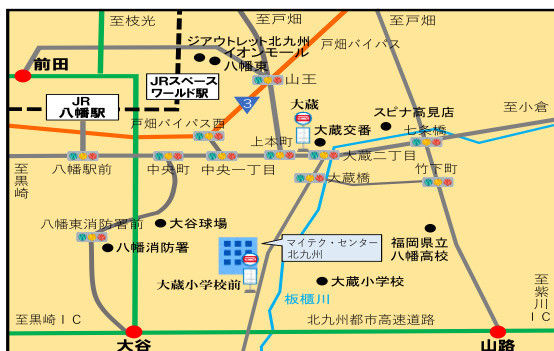 至枝光
至戸畑
至戸畑
ジアウトレット北九州
イオンモール
八幡東
戸畑バイパス
前田
山王
JRスペース
ワールド駅
JR
八幡駅
3
大蔵
スピナ高見店
至小倉
戸畑バイパス西
大蔵交番
七条橋
上本町
大蔵二丁目
八幡駅前
中央町
中央一丁目
至黒崎
大蔵橋
竹下町
八幡東消防署前
大谷球場
八幡消防署
マイテク・センター
北九州
福岡県立
八幡高校
大蔵小学校前
大蔵小学校
板櫃川
至黒崎IC
北九州都市高速道路
至紫川IC
大谷
山路